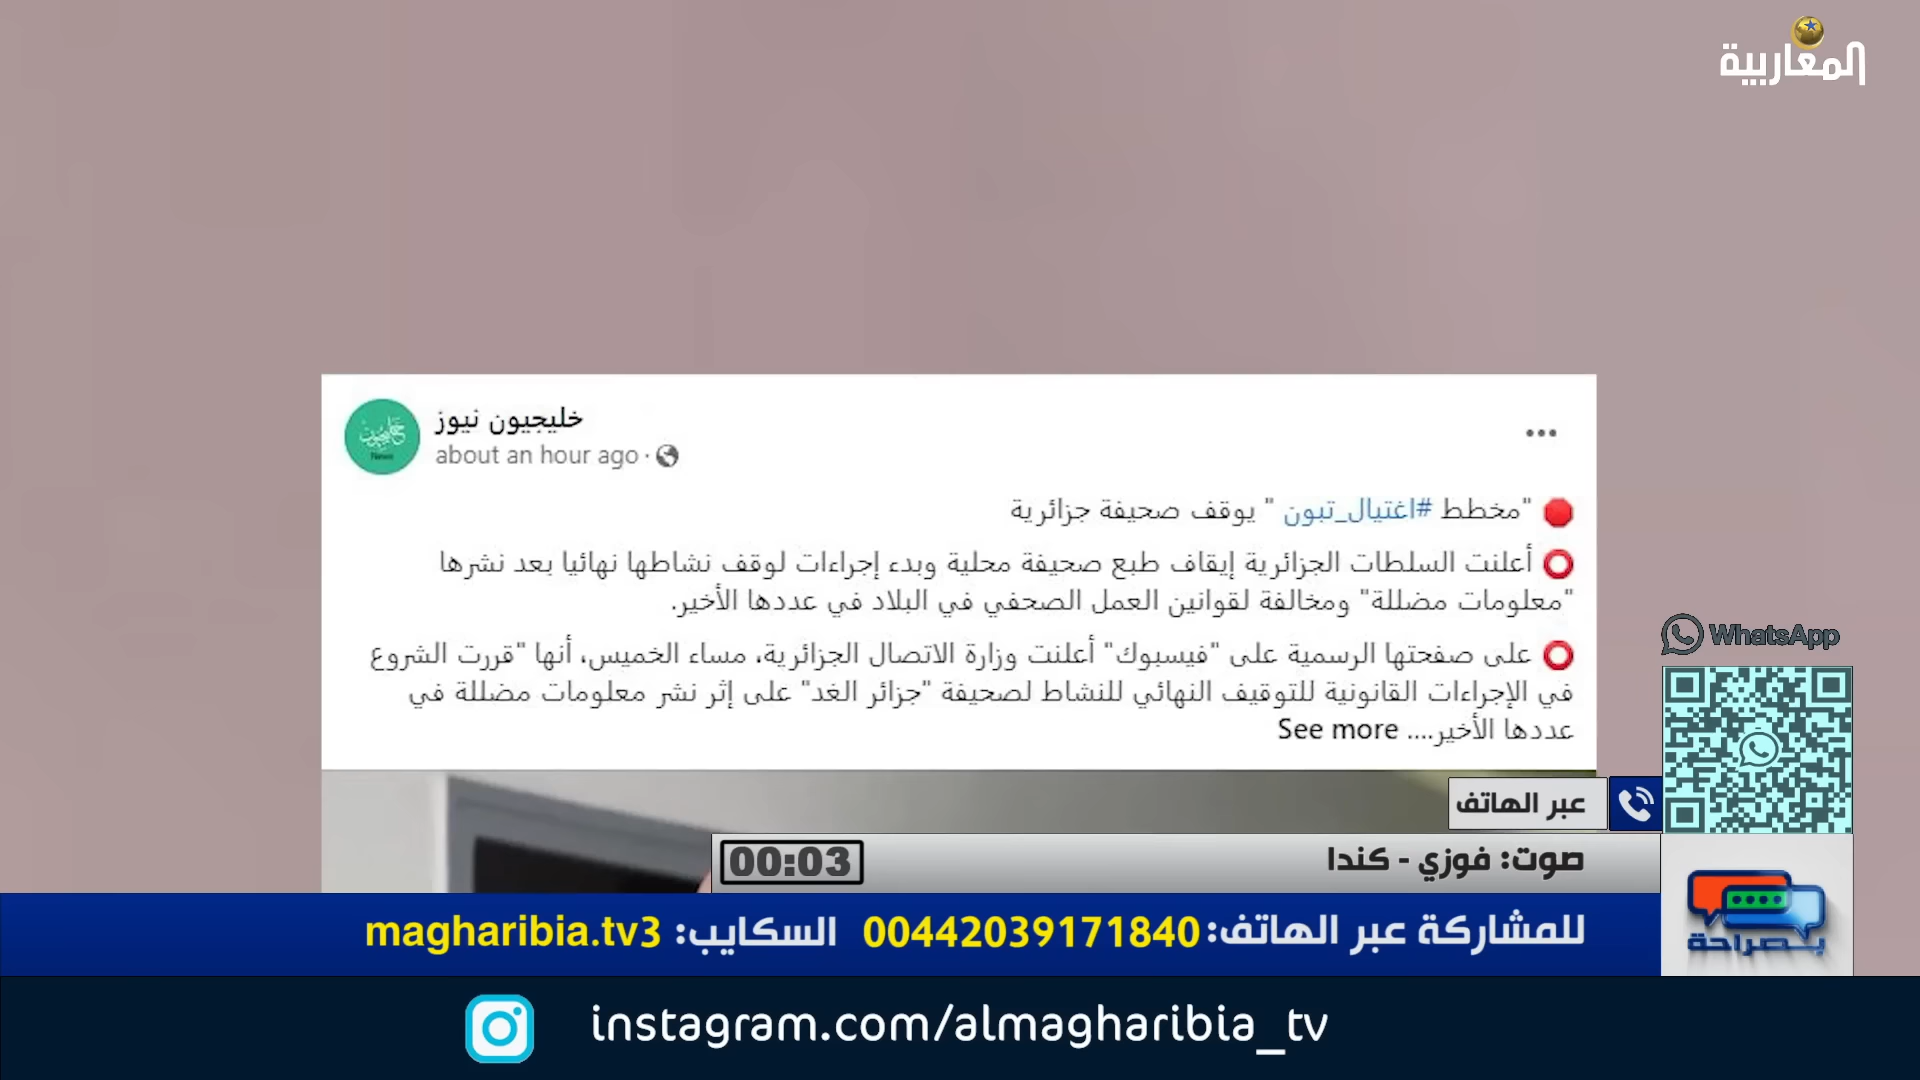 المغاربية
خليجيون نيوز
about an hour ago ·
"مخطط #اغتيال_تبون " يوقف صحيفة جزائرية
أعلنت السلطات الجزائرية إيقاف طبع صحيفة محلية وبدء إجراءات لوقف نشاطها نهائيا بعد نشرها
"معلومات مضللة" ومخالفة لقوانين العمل الصحفي في البلاد في عددها الأخير.
على صفحتها الرسمية على "فيسبوك" أعلنت وزارة الاتصال الجزائرية، مساء الخميس، أنها "قررت الشروع
في الإجراءات القانونية للتوقيف النهائي للنشاط لصحيفة "جزائر الغد" على إثر نشر معلومات مضللة في
عددها الأخير.... See more
WhatsApp
عبر الهاتف
صوت: فوزي - كندا
00:03
للمشاركة عبر الهاتف: 00442039171840 السكايب: magharibia.tv3
بصراحة
instagram.com/almagharibia_tv